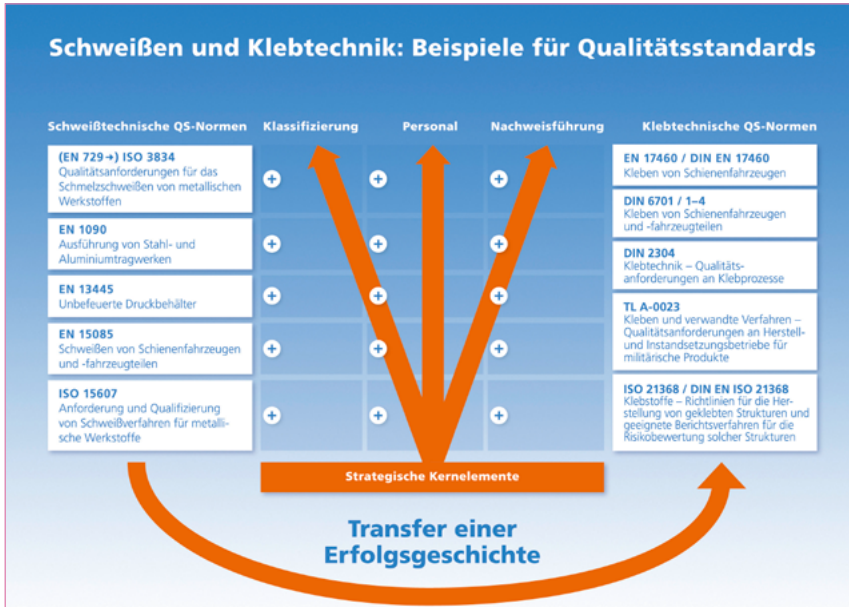 Schweißen und Klebtechnik: Beispiele für Qualitätsstandards
Schweißtechnische QS-Normen
Klassifizierung
Personal
Nachweisführung
Klebtechnische QS-Normen
(EN 729→) ISO 3834
Qualitätsanforderungen für das
Schmelzschweißen von metallischen
Werkstoffen
EN 1090
Ausführung von Stahl- und
Aluminiumtragwerken
EN 13445
Unbefeuerte Druckbehälter
EN 15085
Schweißen von Schienenfahrzeugen
und -fahrzeugteilen
ISO 15607
Anforderung und Qualifizierung
von Schweißverfahren für metalli-
sche Werkstoffe
+ + +
+ + +
+ + +
+ + +
+ + +
EN 17460 / DIN EN 17460
Kleben von Schienenfahrzeugen
DIN 6701 / 1–4
Kleben von Schienenfahrzeugen
und -fahrzeugteilen
DIN 2304
Klebtechnik – Qualitäts-
anforderungen an Klebprozesse
TL A-0023
Kleben und verwandte Verfahren –
Qualitätsanforderungen an Herstell-
und Instandsetzungsbetriebe für
militärische Produkte
ISO 21368 / DIN EN ISO 21368
Klebstoffe – Richtlinien für die Her-
stellung von geklebten Strukturen und
geeignete Berichtsverfahren für die
Risikobewertung solcher Strukturen
Strategische Kernelemente
Transfer einer
Erfolgsgeschichte